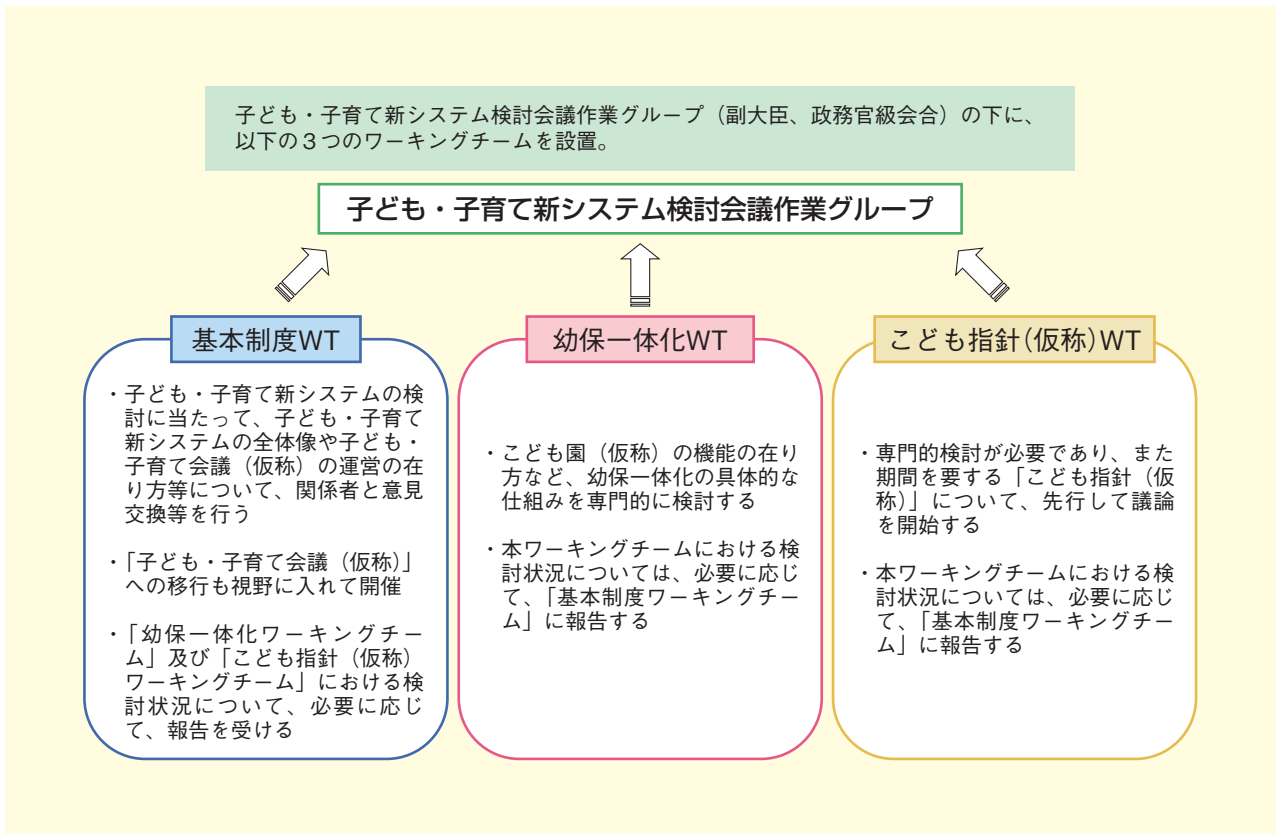 子ども・子育て新システム検討会議作業グループ（副大臣、政務官級会合）の下に、
以下の３つのワーキングチームを設置。
子ども・子育て新システム検討会議作業グループ
基本制度WT
・子ども・子育て新システムの検
討に当たって、子ども・子育て
新システムの全体像や子ども・
子育て会議（仮称）の運営の在
り方等について、関係者と意見
交換等を行う
・「子ども・子育て会議（仮称）」
への移行も視野に入れて開催
・「幼保一体化ワーキングチー
ム」及び「こども指針（仮称）
ワーキングチーム」における検
討状況について、必要に応じ
て、報告を受ける
幼保一体化WT
・こども園（仮称）の機能の在り
方など、幼保一体化の具体的な
仕組みを専門的に検討する
・本ワーキングチームにおける検
討状況については、必要に応じ
て、「基本制度ワーキングチー
ム」に報告する
こども指針(仮称)WT
・専門的検討が必要であり、また
期間を要する「こども指針（仮
称）」について、先行して議論
を開始する
・本ワーキングチームにおける検
討状況については、必要に応じ
て、「基本制度ワーキングチー
ム」に報告する